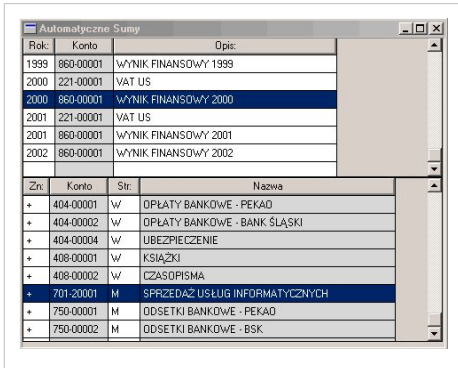 Automatyczne Sumy
Rok: Konto Opis:
1999 860-00001 WYNIK FINANSOWY 1999
2000 221-00001 VAT US
2000 860-00001 WYNIK FINANSOWY 2000
2001 221-00001 VAT US
2001 860-00001 WYNIK FINANSOWY 2001
2002 860-00001 WYNIK FINANSOWY 2002
Zn: Konto Str: Nazwa
+ 404-00001 W OPŁATY BANKOWE - PEKAO
+ 404-00002 W OPŁATY BANKOWE - BANK ŚLĄSKI
+ 404-00004 W UBEZPIECZENIE
+ 408-00001 W KSIĄŻKI
+ 408-00002 W CZASOPISMA
+ 701-20001 M SPRZEDAŻ USŁUG INFORMATYCZNYCH
+ 750-00001 M ODSETKI BANKOWE - PEKAO
+ 750-00002 M ODSETKI BANKOWE - BSK